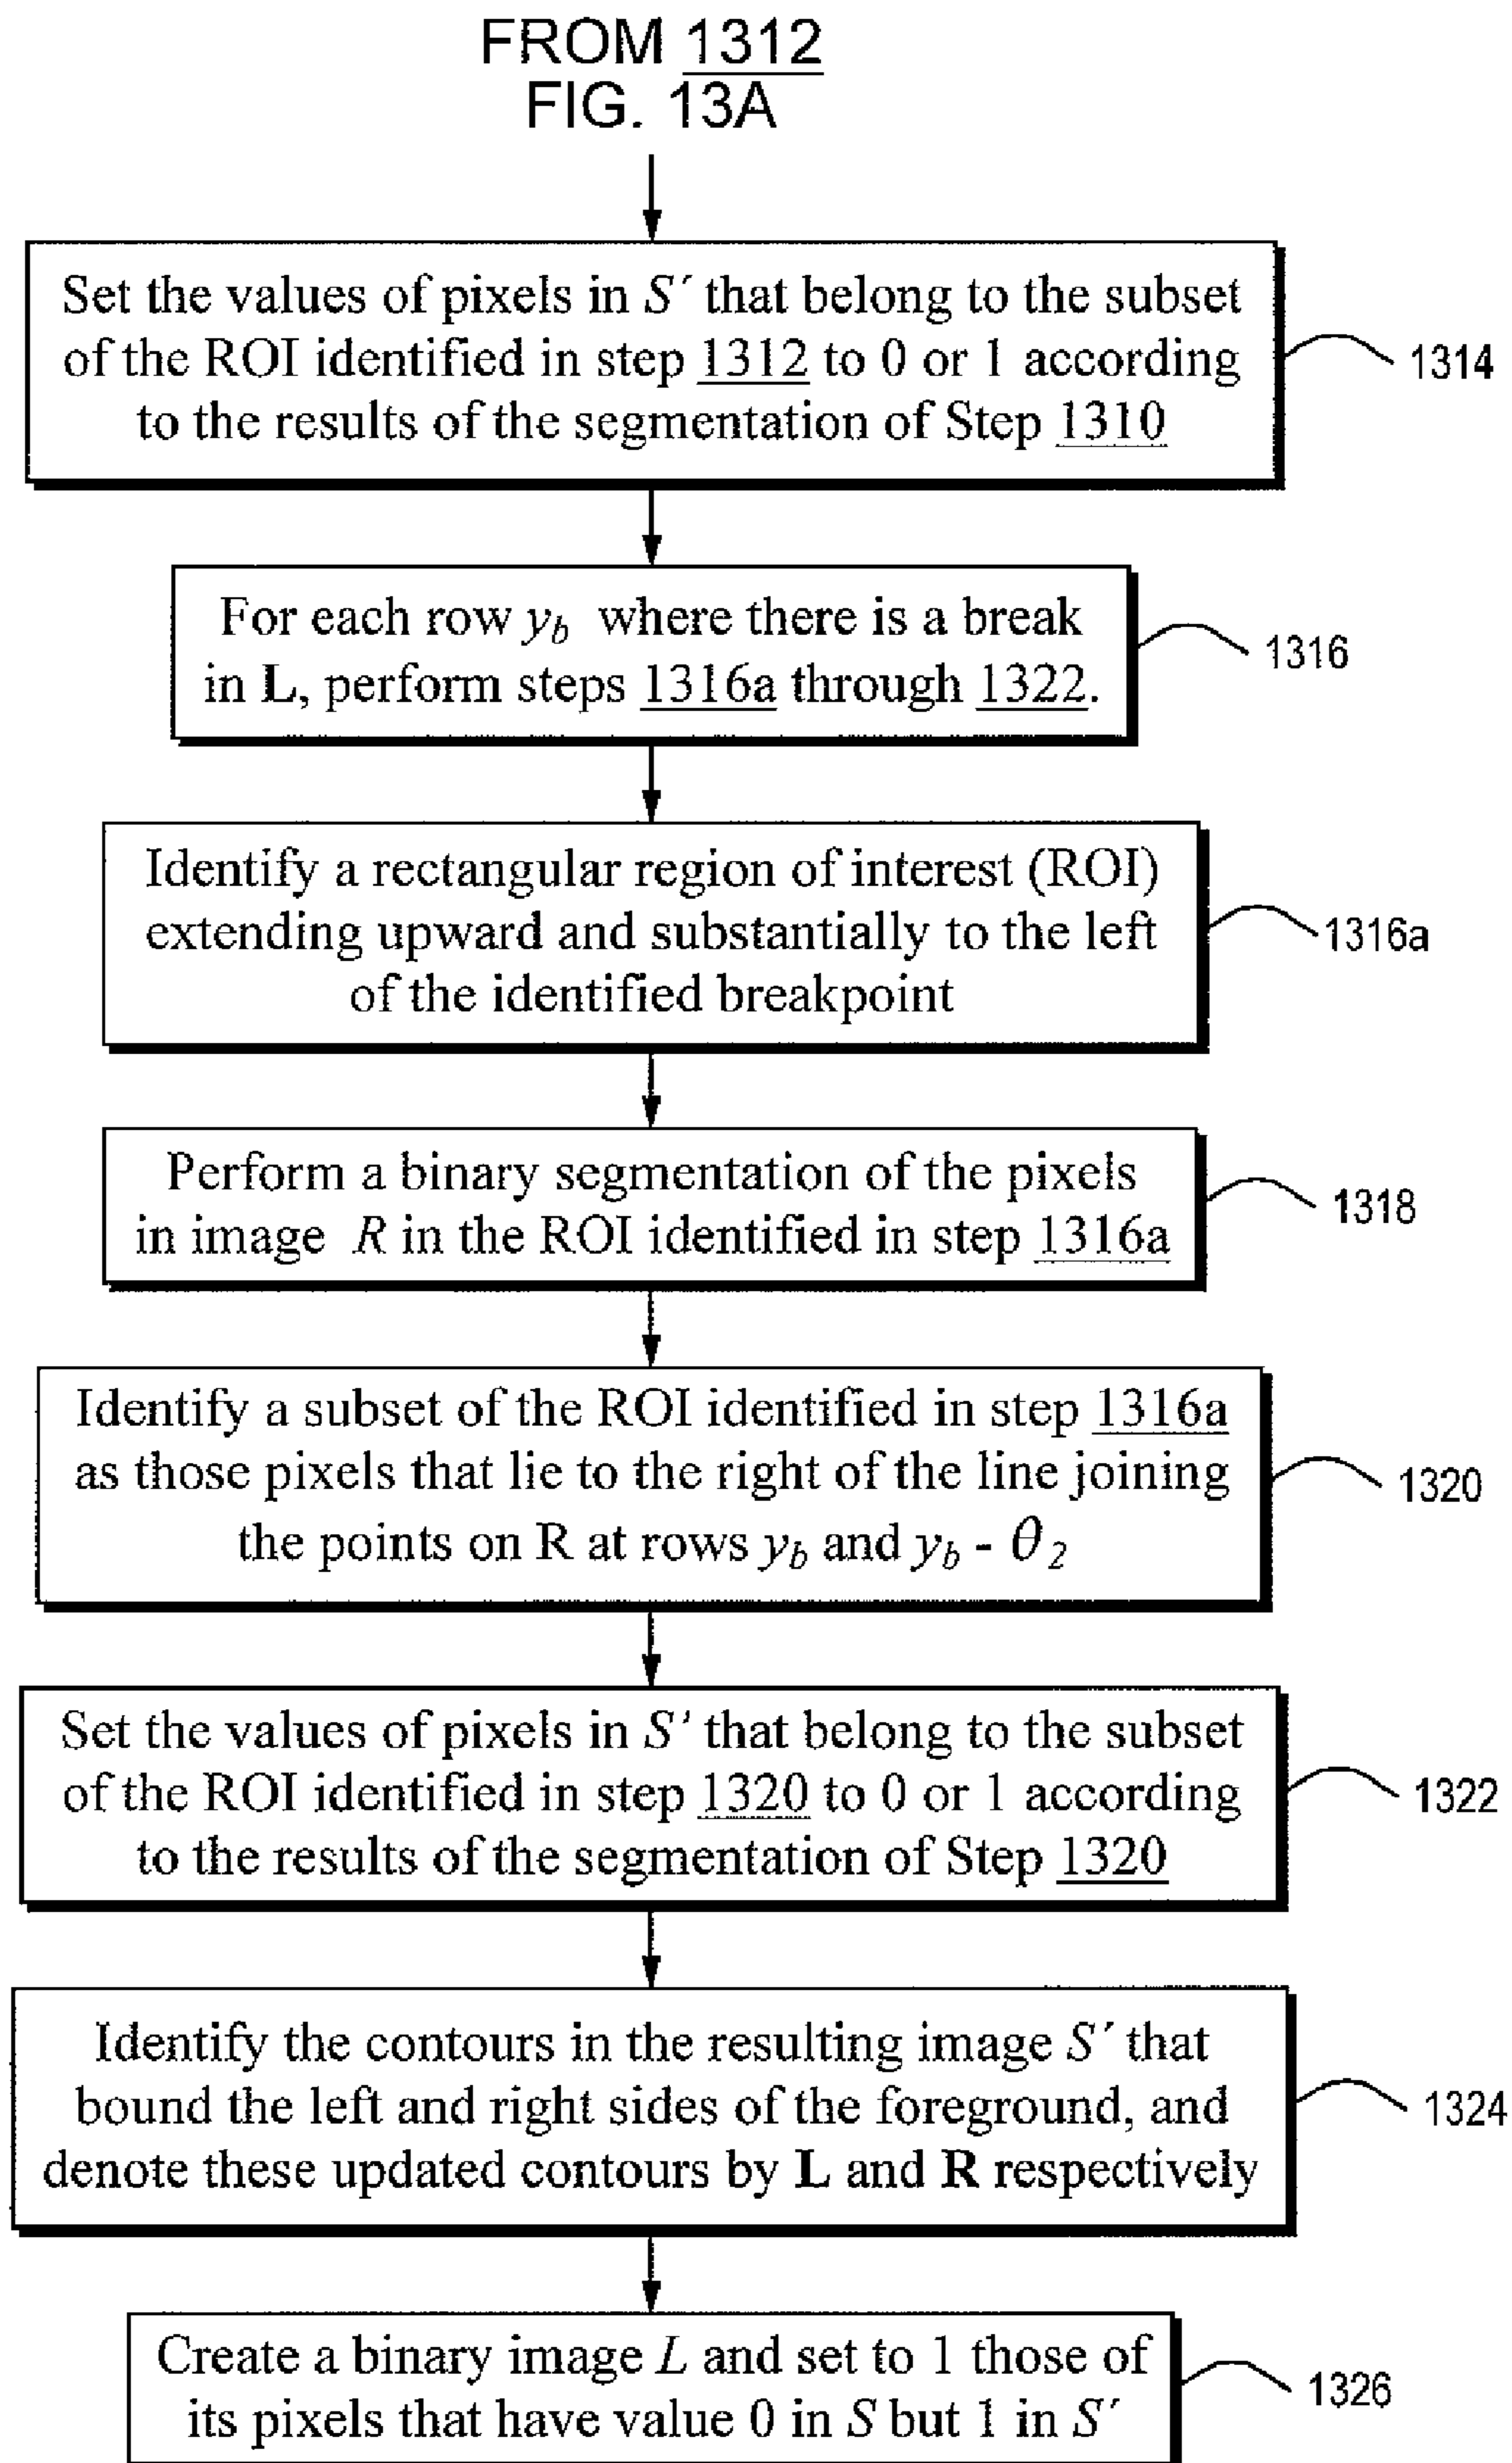 FROM 1312
FIG. 13A
Set the values of pixels in S´ that belong to the subset
of the ROI identified in step 1312 to 0 or 1 according
to the results of the segmentation of Step 1310
1314
For each row y_b where there is a break
in L, perform steps 1316a through 1322.
1316
Identify a rectangular region of interest (ROI)
extending upward and substantially to the left
of the identified breakpoint
1316a
Perform a binary segmentation of the pixels
in image R in the ROI identified in step 1316a
1318
Identify a subset of the ROI identified in step 1316a
as those pixels that lie to the right of the line joining
the points on R at rows y_b and y_b - θ_2
1320
Set the values of pixels in S' that belong to the subset
of the ROI identified in step 1320 to 0 or 1 according
to the results of the segmentation of Step 1320
1322
Identify the contours in the resulting image S´ that
bound the left and right sides of the foreground, and
denote these updated contours by L and R respectively
1324
Create a binary image L and set to 1 those of
its pixels that have value 0 in S but 1 in S´
1326